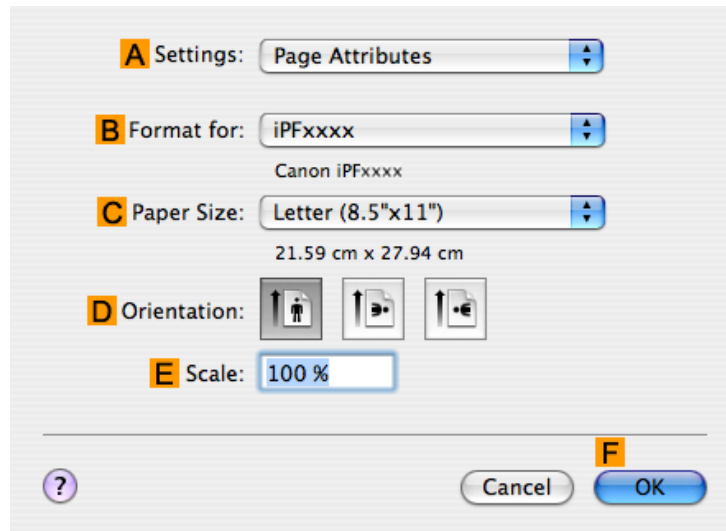 A Settings: Page Attributes
B Format for: iPFxxxx
Canon iPFxxxx
C Paper Size: Letter (8.5"x11")
21.59 cm x 27.94 cm
D Orientation:
E Scale: 100 %
F
? Cancel OK